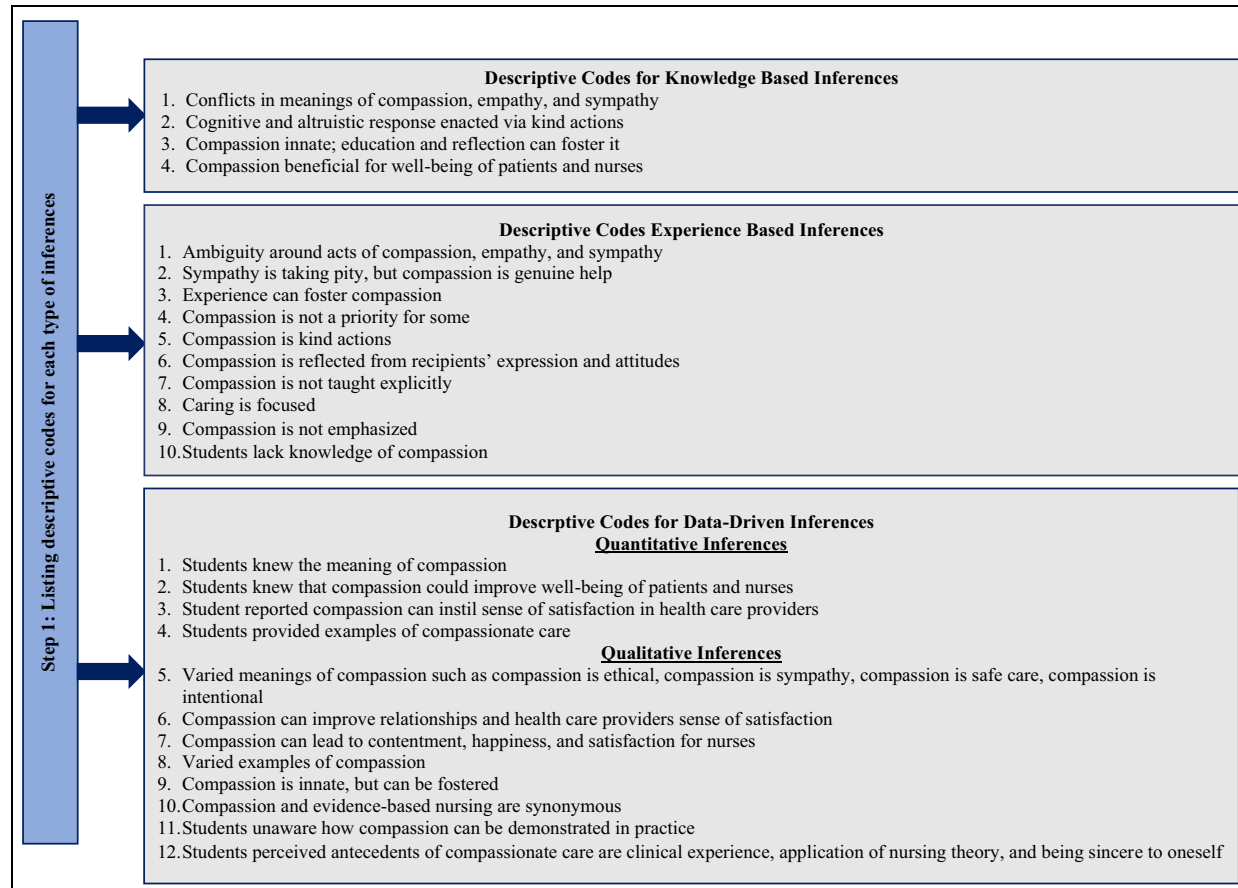 Step 1: Listing descriptive codes for each type of inferences
Descriptive Codes for Knowledge Based Inferences
1. Conflicts in meanings of compassion, empathy, and sympathy
2. Cognitive and altruistic response enacted via kind actions
3. Compassion innate; education and reflection can foster it
4. Compassion beneficial for well-being of patients and nurses
Descriptive Codes Experience Based Inferences
1. Ambiguity around acts of compassion, empathy, and sympathy
2. Sympathy is taking pity, but compassion is genuine help
3. Experience can foster compassion
4. Compassion is not a priority for some
5. Compassion is kind actions
6. Compassion is reflected from recipients’ expression and attitudes
7. Compassion is not taught explicitly
8. Caring is focused
9. Compassion is not emphasized
10.Students lack knowledge of compassion
Descrptive Codes for Data-Driven Inferences
Quantitative Inferences
1. Students knew the meaning of compassion
2. Students knew that compassion could improve well-being of patients and nurses
3. Student reported compassion can instil sense of satisfaction in health care providers
4. Students provided examples of compassionate care
Qualitative Inferences
5. Varied meanings of compassion such as compassion is ethical, compassion is sympathy, compassion is safe care, compassion is
intentional
6. Compassion can improve relationships and health care providers sense of satisfaction
7. Compassion can lead to contentment, happiness, and satisfaction for nurses
8. Varied examples of compassion
9. Compassion is innate, but can be fostered
10.Compassion and evidence-based nursing are synonymous
11.Students unaware how compassion can be demonstrated in practice
12.Students perceived antecedents of compassionate care are clinical experience, application of nursing theory, and being sincere to oneself